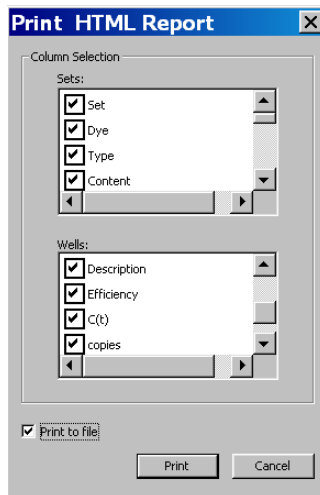 Print HTML Report
Column Selection
Sets:
Set
Dye
Type
Content
Wells:
Description
Efficiency
C(t)
copies
Print to file
Print
Cancel